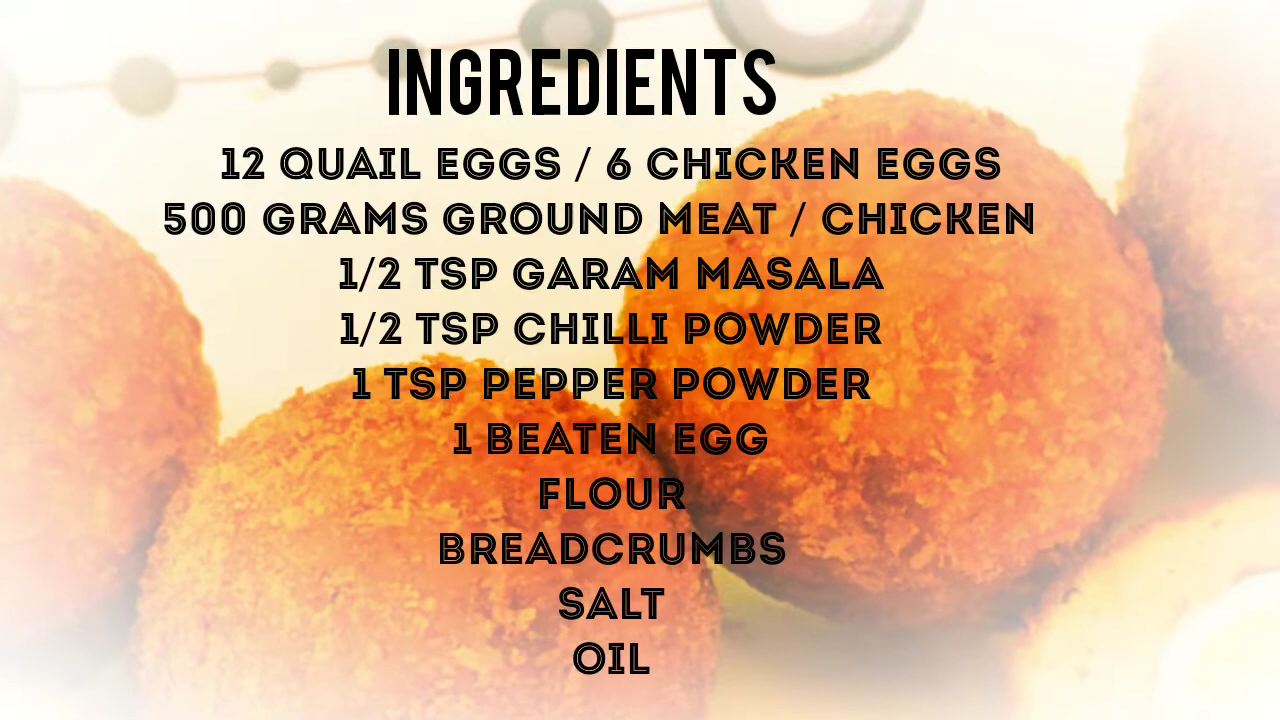 INGREDIENTS
12 QUAIL EGGS / 6 CHICKEN EGGS
500 GRAMS GROUND MEAT / CHICKEN
1/2 TSP GARAM MASALA
1/2 TSP CHILLI POWDER
1 TSP PEPPER POWDER
1 BEATEN EGG
FLOUR
BREADCRUMBS
SALT
OIL